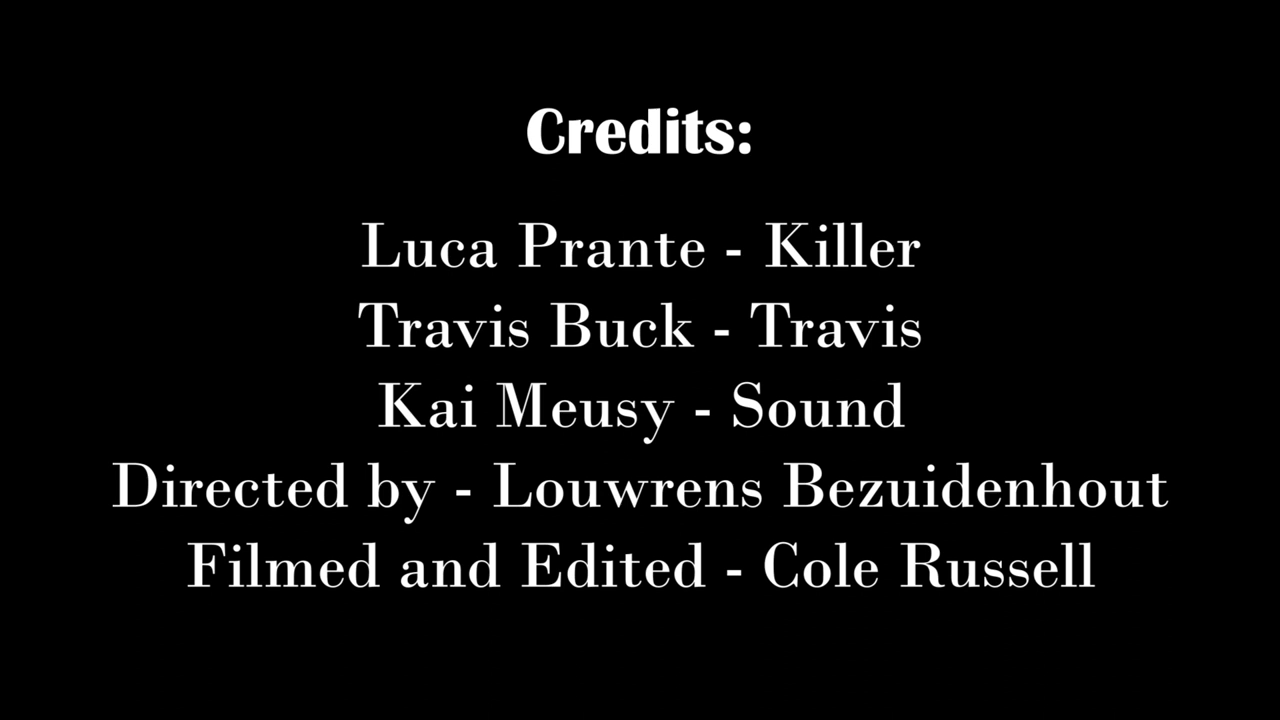 Credits:
Luca Prante - Killer
Travis Buck - Travis
Kai Meusy - Sound
Directed by - Louwrens Bezuidenhout
Filmed and Edited - Cole Russell